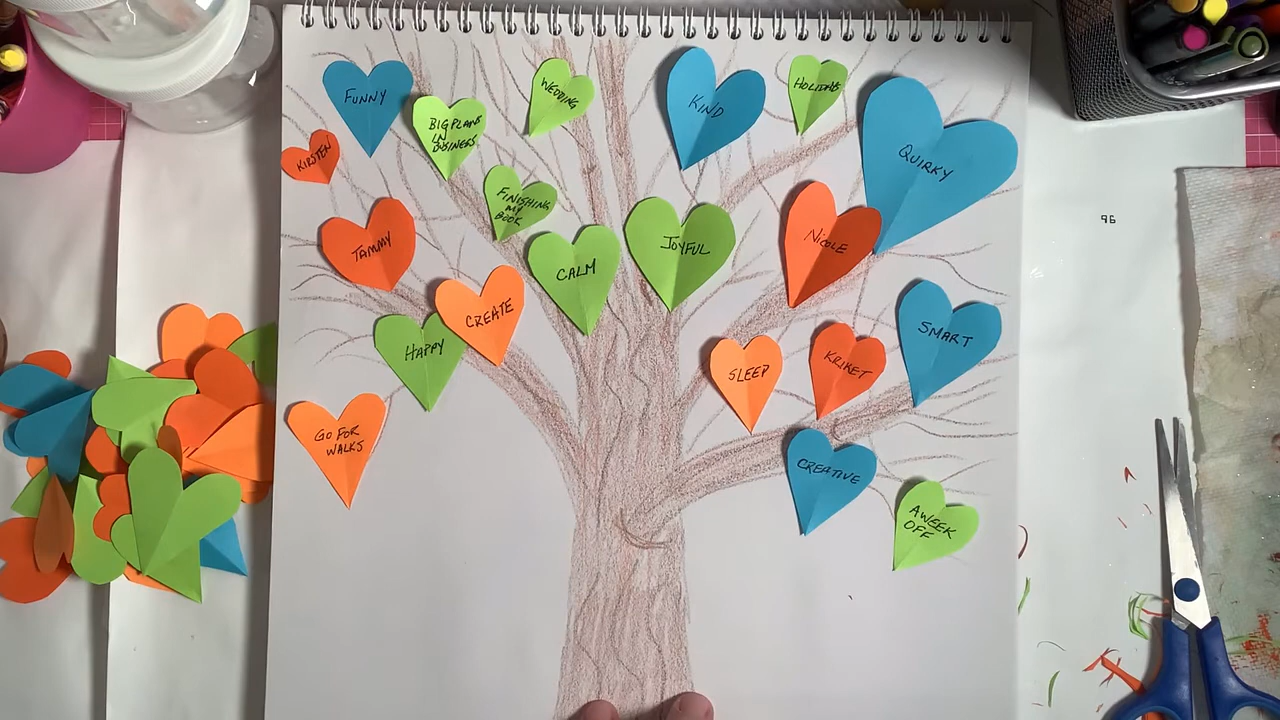 FUNNY
BIG PLANS
IN
BUSINESS
WEDDING
KIND
HOLIDAYS
QUIRKY
KIRSTEN
FINISHING
MY
BOOK
TAMMY
CALM
JOYFUL
NICOLE
CREATE
HAPPY
SLEEP
KRIKET
SMART
GO FOR
WALKS
CREATIVE
A WEEK
OFF